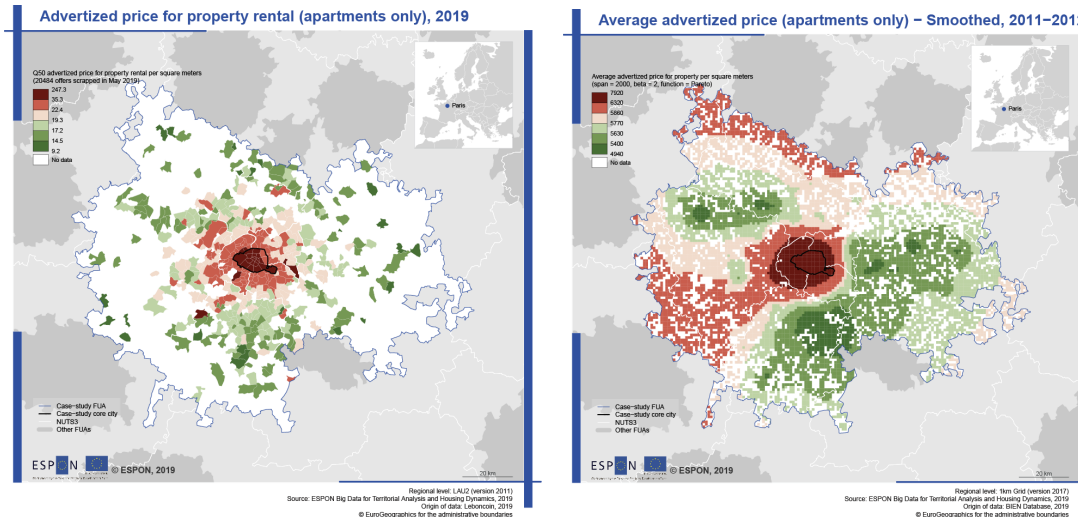 Advertized price for property rental (apartments only), 2019
Q50 advertized price for property rental per square meters
(20484 offers scrapped in May 2019)
247.3
35.3
22.4
19.3
17.2
14.5
9.2
No data
Paris
Case−study FUA
Case−study core city
NUTS3
Other FUAs
ESPON
© ESPON, 2019
20 km
Regional level: LAU2 (version 2011)
Source: ESPON Big Data for Territorial Analysis and Housing Dynamics, 2019
Origin of data: Leboncoin, 2019
© EuroGeographics for the administrative boundaries
Average advertized price (apartments only) − Smoothed, 2011−201
Average advertized price for property per square meters
(span = 2000, beta = 2, function = Pareto)
7920
6320
5860
5770
5630
5400
4940
No data
Paris
Case−study FUA
Case−study core city
NUTS3
Other FUAs
ESPON
© ESPON, 2019
20 km
Regional level: 1km Grid (version 2017)
Source: ESPON Big Data for Territorial Analysis and Housing Dynamics, 2019
Origin of data: BIEN Database, 2019
© EuroGeographics for the administrative boundaries